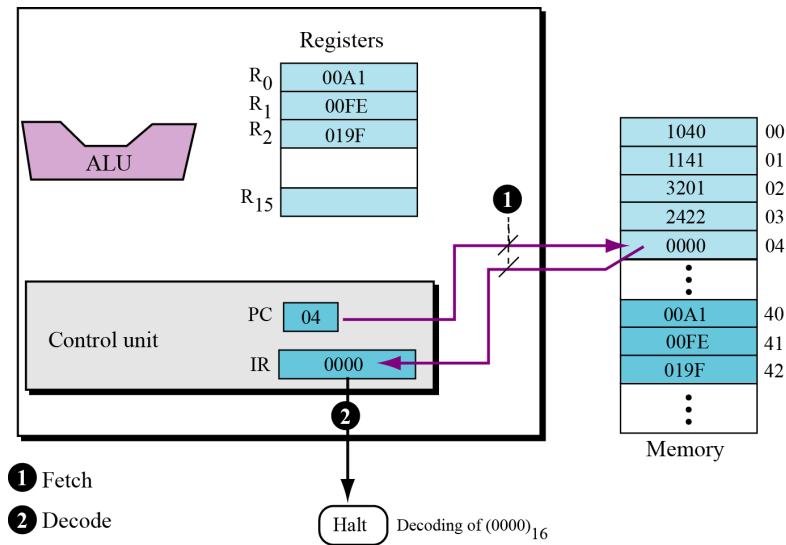 Registers
R0 00A1
R1 00FE
R2 019F
R15
ALU
1040 00
1141 01
3201 02
2422 03
0000 04
00A1 40
00FE 41
019F 42
Memory
1
Control unit
PC 04
IR 0000
2
1 Fetch
2 Decode
Halt
Decoding of (0000)16